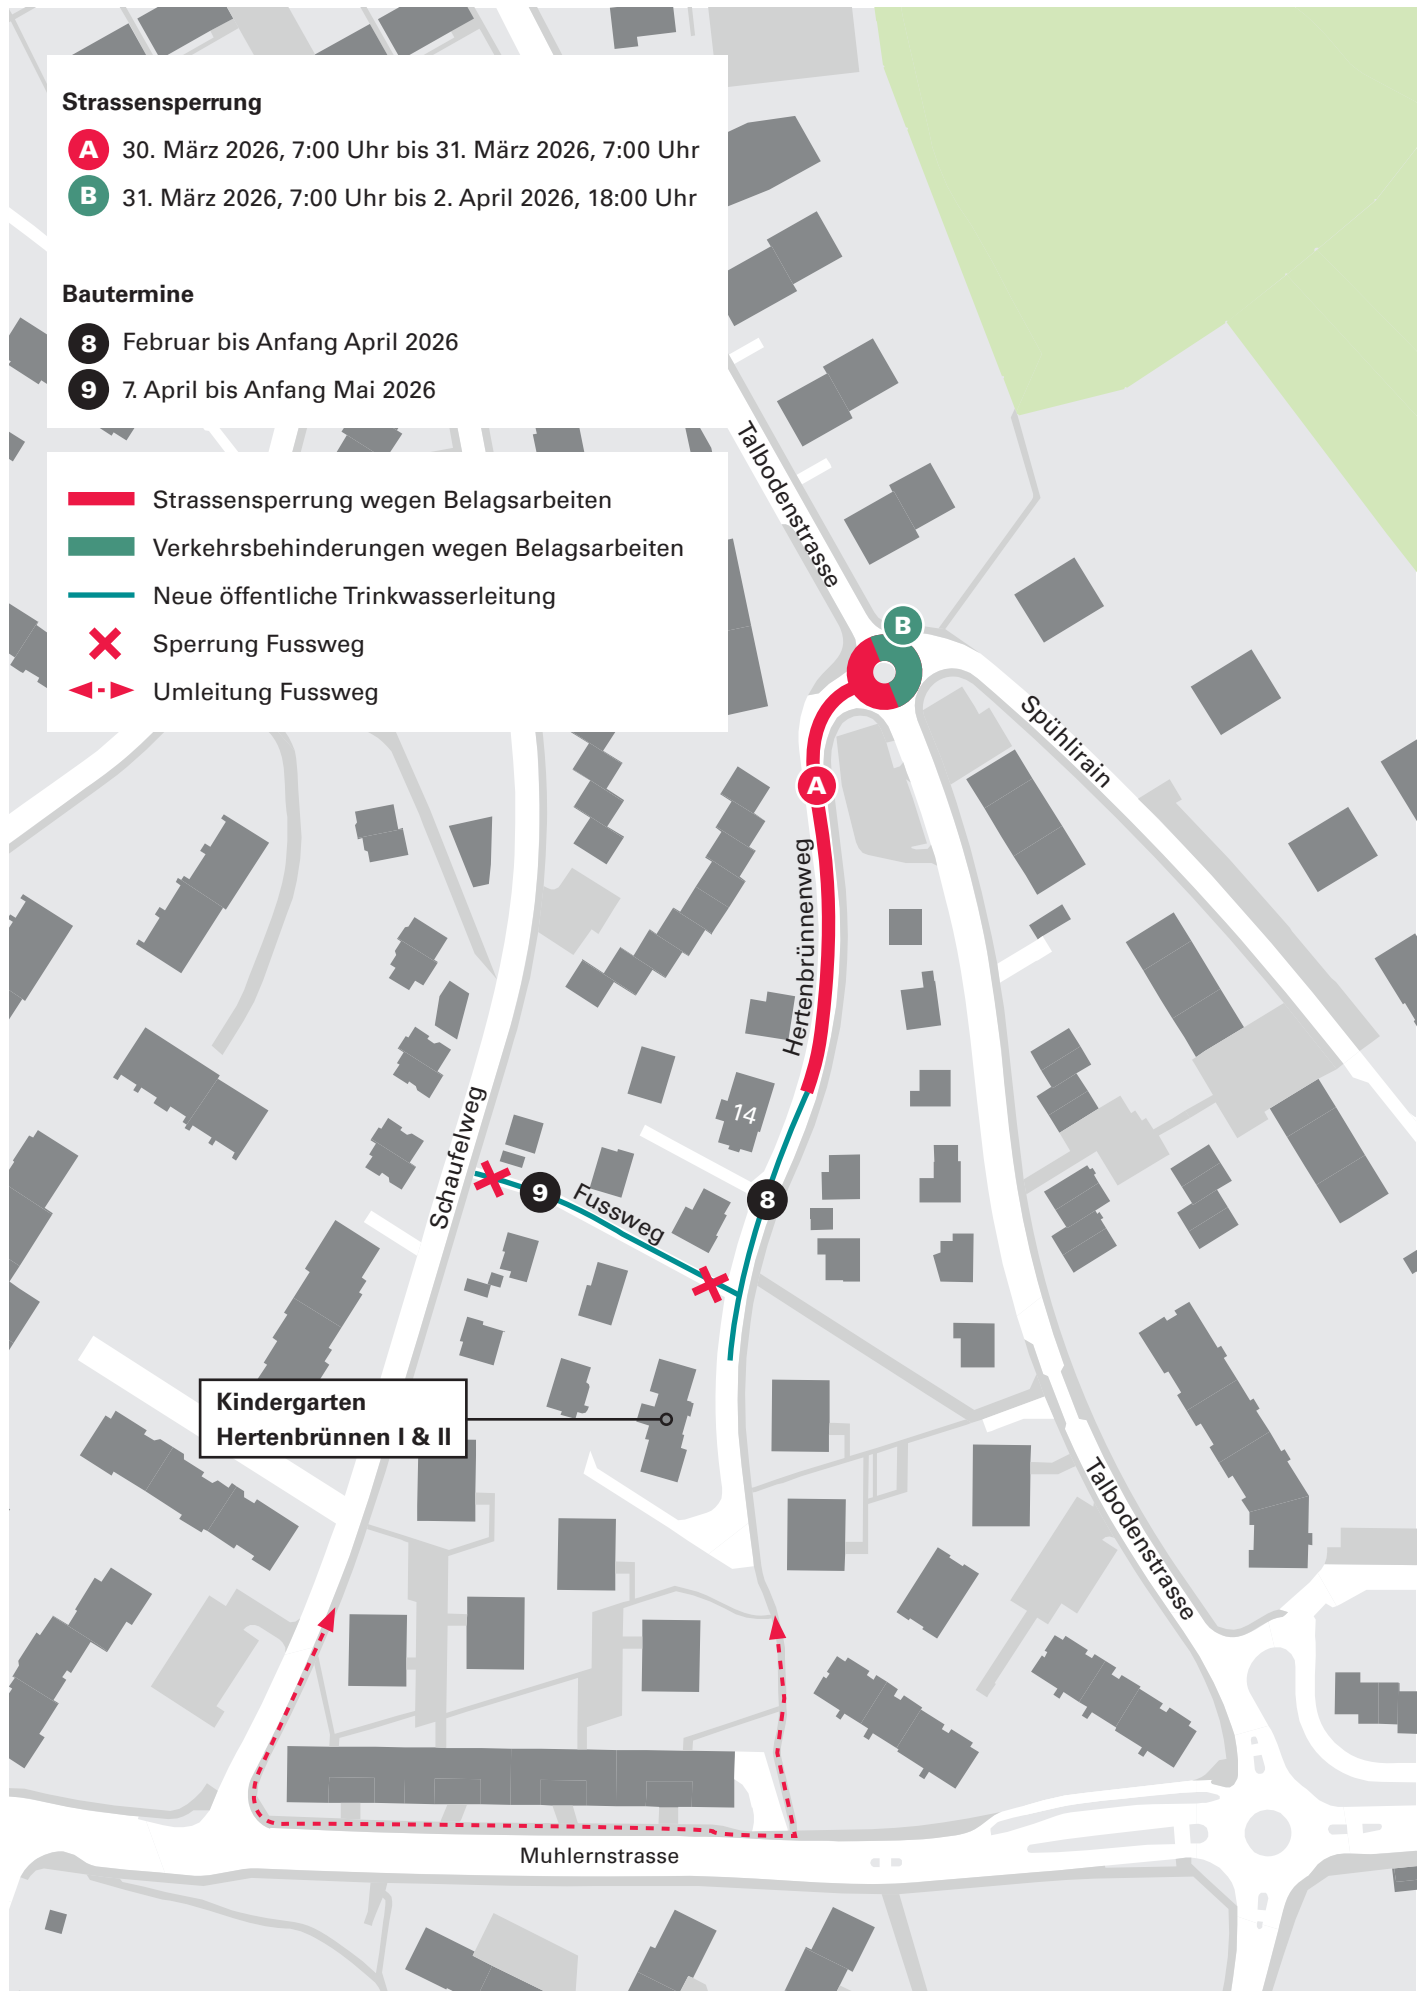 Strassensperrung
A 30. März 2026, 7:00 Uhr bis 31. März 2026, 7:00 Uhr
B 31. März 2026, 7:00 Uhr bis 2. April 2026, 18:00 Uhr
Bautermine
8 Februar bis Anfang April 2026
9 7. April bis Anfang Mai 2026
Strassensperrung wegen Belagsarbeiten
Verkehrsbehinderungen wegen Belagsarbeiten
Neue öffentliche Trinkwasserleitung
Sperrung Fussweg
Umleitung Fussweg
Talbodenstrasse
B
Spühlirain
A
Hertenbrünnenweg
14
Schaufelweg
9
Fussweg
8
Kindergarten
Hertenbrünnen I & II
Talbodenstrasse
Muhlernstrasse